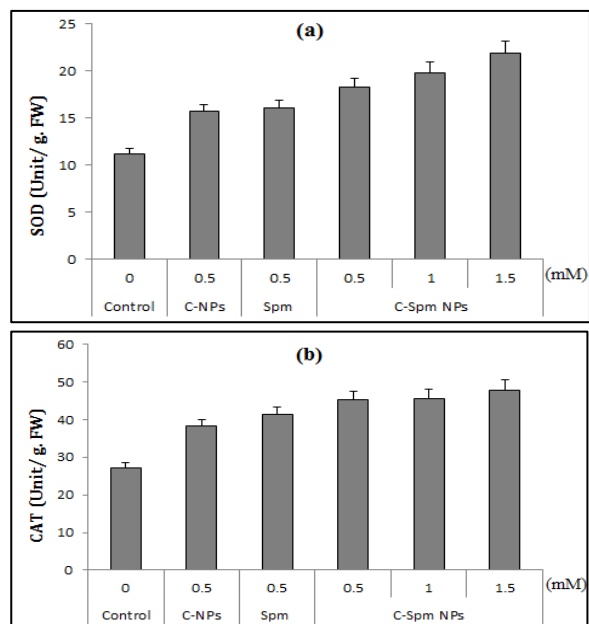 (a)
SOD (Unit/ g. FW)
25
20
15
10
5
0
0 0.5 0.5 0.5 1 1.5 (mM)
Control C-NPs Spm C-Spm NPs
(b)
CAT (Unit/ g. FW)
60
50
40
30
20
10
0
0 0.5 0.5 0.5 1 1.5 (mM)
Control C-NPs Spm C-Spm NPs